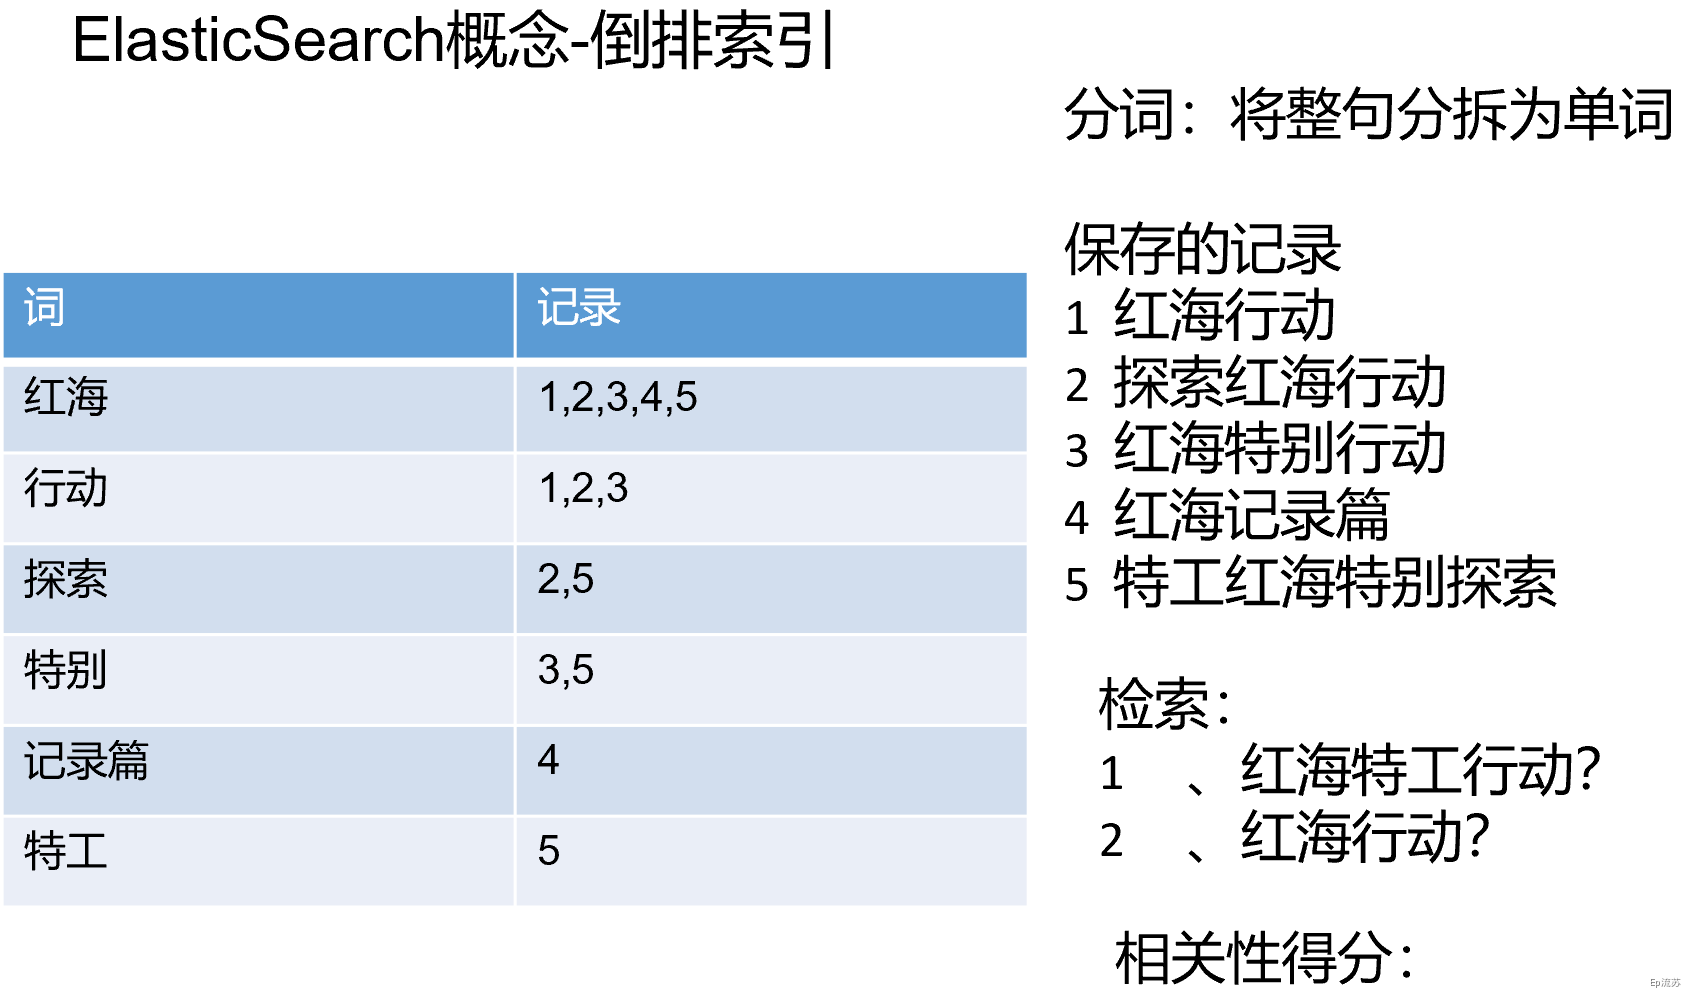 ElasticSearch概念-倒排索引
分词：将整句分拆为单词
保存的记录
1 红海行动
2 探索红海行动
3 红海特别行动
4 红海记录篇
5 特工红海特别探索
词 记录
红海 1,2,3,4,5
行动 1,2,3
探索 2,5
特别 3,5
记录篇 4
特工 5
检索：
1 、红海特工行动？
2 、红海行动？
相关性得分：
Ep流苏